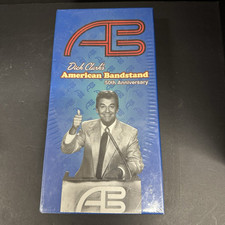 AB
Dick Clark's
American Bandstand
50th Anniversary
AB